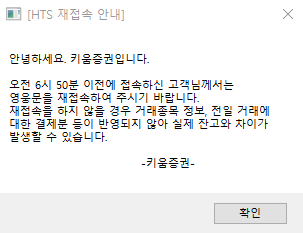 [HTS 재접속 안내]
안녕하세요. 키움증권입니다.
오전 6시 50분 이전에 접속하신 고객님께서는
영웅문을 재접속하여 주시기 바랍니다.
재접속을 하지 않을 경우 거래종목 정보, 전일 거래에
대한 결제분 등이 반영되지 않아 실제 잔고와 차이가
발생할 수 있습니다.
-키움증권-
확인